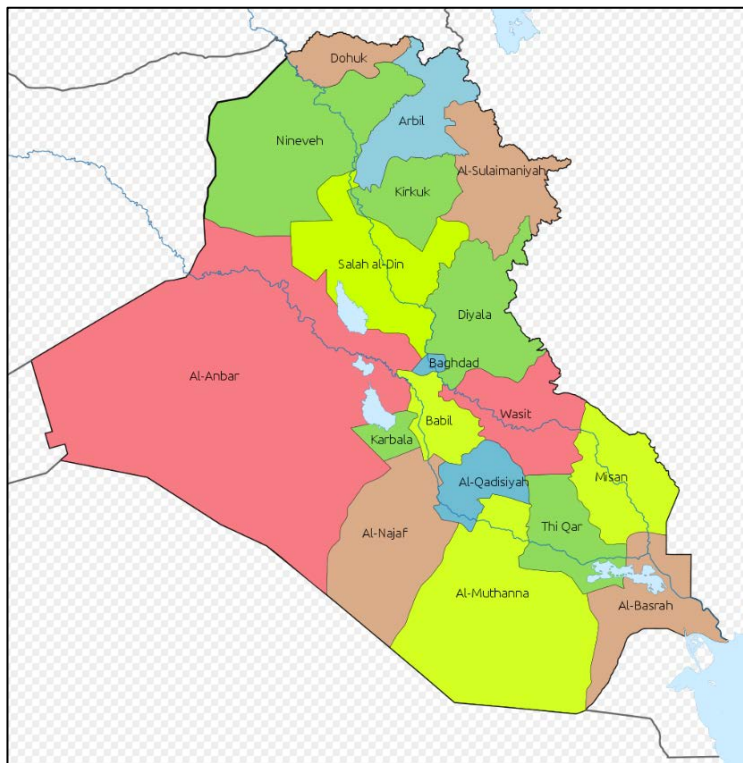 Dohuk
Arbil
Nineveh
Al-Sulaimaniyah
Kirkuk
Salah al-Din
Diyala
Baghdad
Al-Anbar
Wasit
Babil
Karbala
Misan
Al-Qadisiyah
Thi Qar
Al-Najaf
Al-Muthanna
Al-Basrah